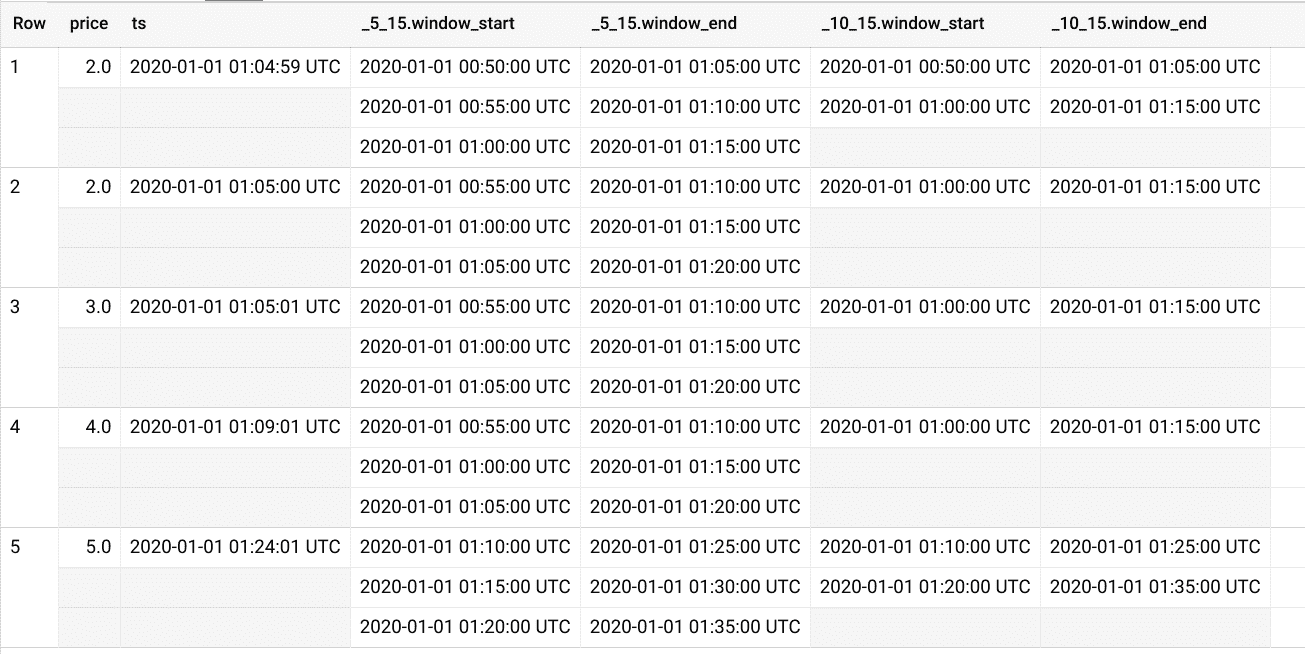 Row price ts _5_15.window_start _5_15.window_end _10_15.window_start _10_15.window_end
1 2.0 2020-01-01 01:04:59 UTC 2020-01-01 00:50:00 UTC 2020-01-01 01:05:00 UTC 2020-01-01 00:50:00 UTC 2020-01-01 01:05:00 UTC
2020-01-01 00:55:00 UTC 2020-01-01 01:10:00 UTC 2020-01-01 01:00:00 UTC 2020-01-01 01:15:00 UTC
2020-01-01 01:00:00 UTC 2020-01-01 01:15:00 UTC
2 2.0 2020-01-01 01:05:00 UTC 2020-01-01 00:55:00 UTC 2020-01-01 01:10:00 UTC 2020-01-01 01:00:00 UTC 2020-01-01 01:15:00 UTC
2020-01-01 01:00:00 UTC 2020-01-01 01:15:00 UTC
2020-01-01 01:05:00 UTC 2020-01-01 01:20:00 UTC
3 3.0 2020-01-01 01:05:01 UTC 2020-01-01 00:55:00 UTC 2020-01-01 01:10:00 UTC 2020-01-01 01:00:00 UTC 2020-01-01 01:15:00 UTC
2020-01-01 01:00:00 UTC 2020-01-01 01:15:00 UTC
2020-01-01 01:05:00 UTC 2020-01-01 01:20:00 UTC
4 4.0 2020-01-01 01:09:01 UTC 2020-01-01 00:55:00 UTC 2020-01-01 01:10:00 UTC 2020-01-01 01:00:00 UTC 2020-01-01 01:15:00 UTC
2020-01-01 01:00:00 UTC 2020-01-01 01:15:00 UTC
2020-01-01 01:05:00 UTC 2020-01-01 01:20:00 UTC
5 5.0 2020-01-01 01:24:01 UTC 2020-01-01 01:10:00 UTC 2020-01-01 01:25:00 UTC 2020-01-01 01:10:00 UTC 2020-01-01 01:25:00 UTC
2020-01-01 01:15:00 UTC 2020-01-01 01:30:00 UTC 2020-01-01 01:20:00 UTC 2020-01-01 01:35:00 UTC
2020-01-01 01:20:00 UTC 2020-01-01 01:35:00 UTC